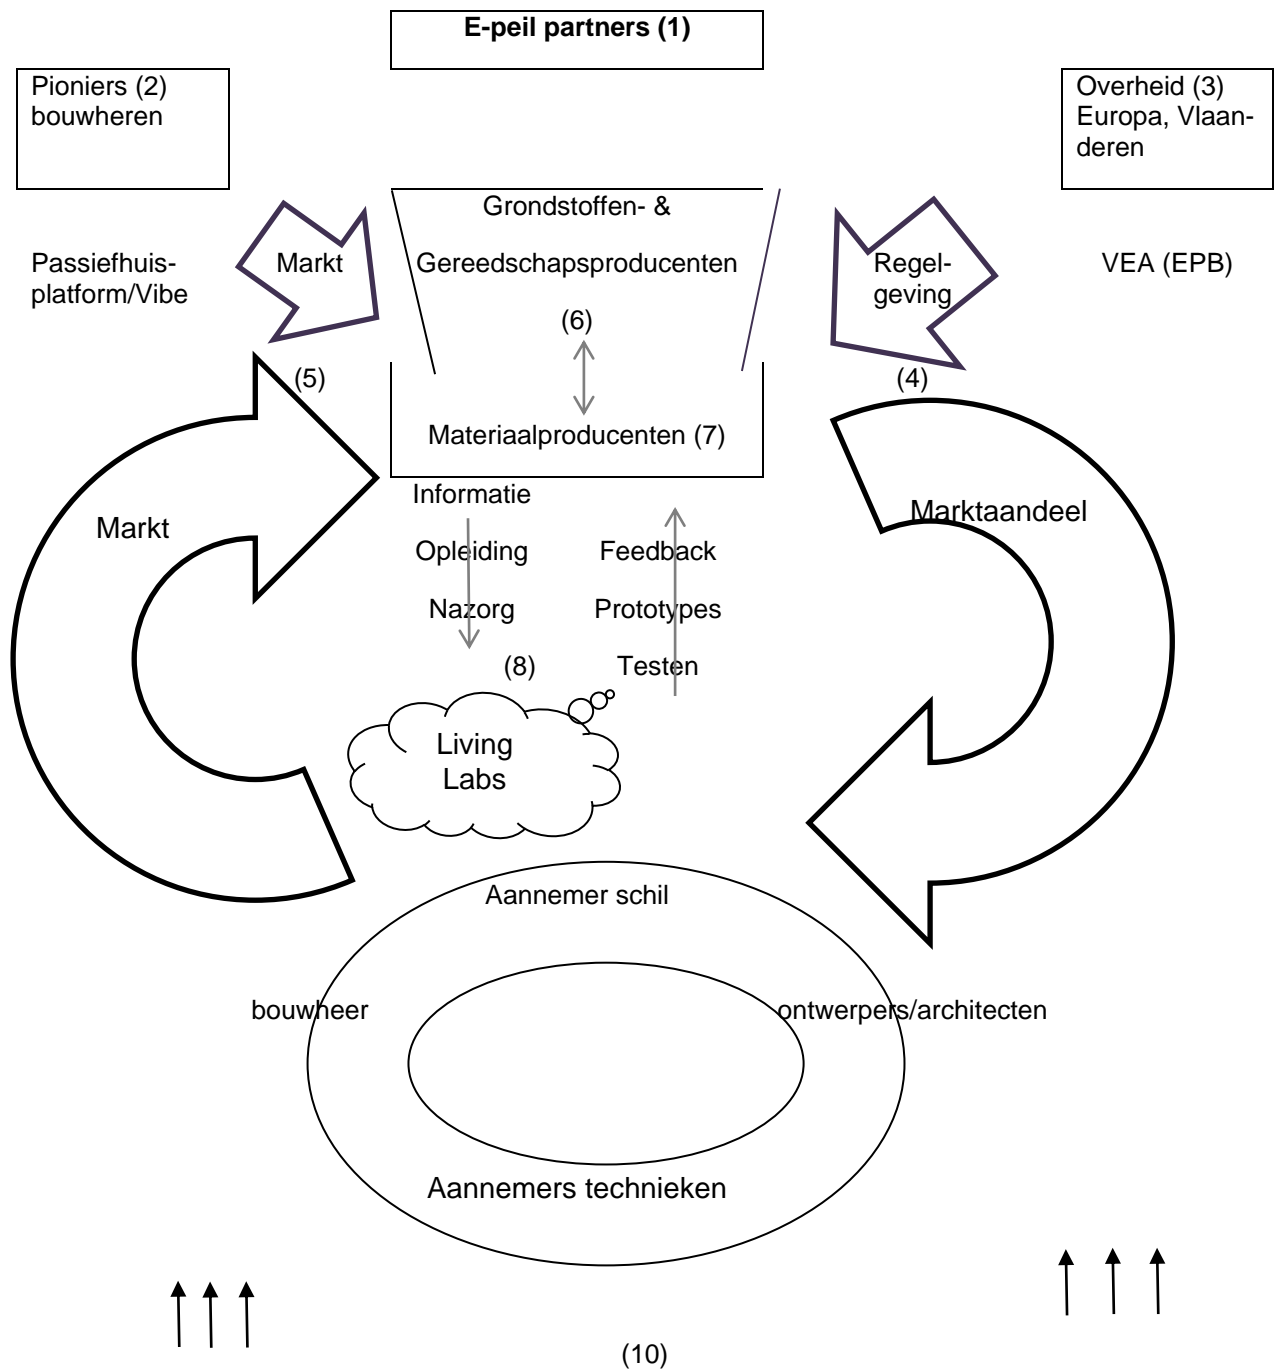 E-peil partners (1)
Pioniers (2)
bouwheren
Overheid (3)
Europa, Vlaan-
deren
Grondstoffen- &
Gereedschapsproducenten
(6)
Passiefhuis-
platform/Vibe
Markt
Regel-
geving
VEA (EPB)
(5)
(4)
Materiaalproducenten (7)
Informatie
Opleiding
Nazorg
Feedback
Prototypes
Testen
Markt
Marktaandeel
(8)
Living
Labs
Aannemer schil
bouwheer
ontwerpers/architecten
Aannemers technieken
(10)